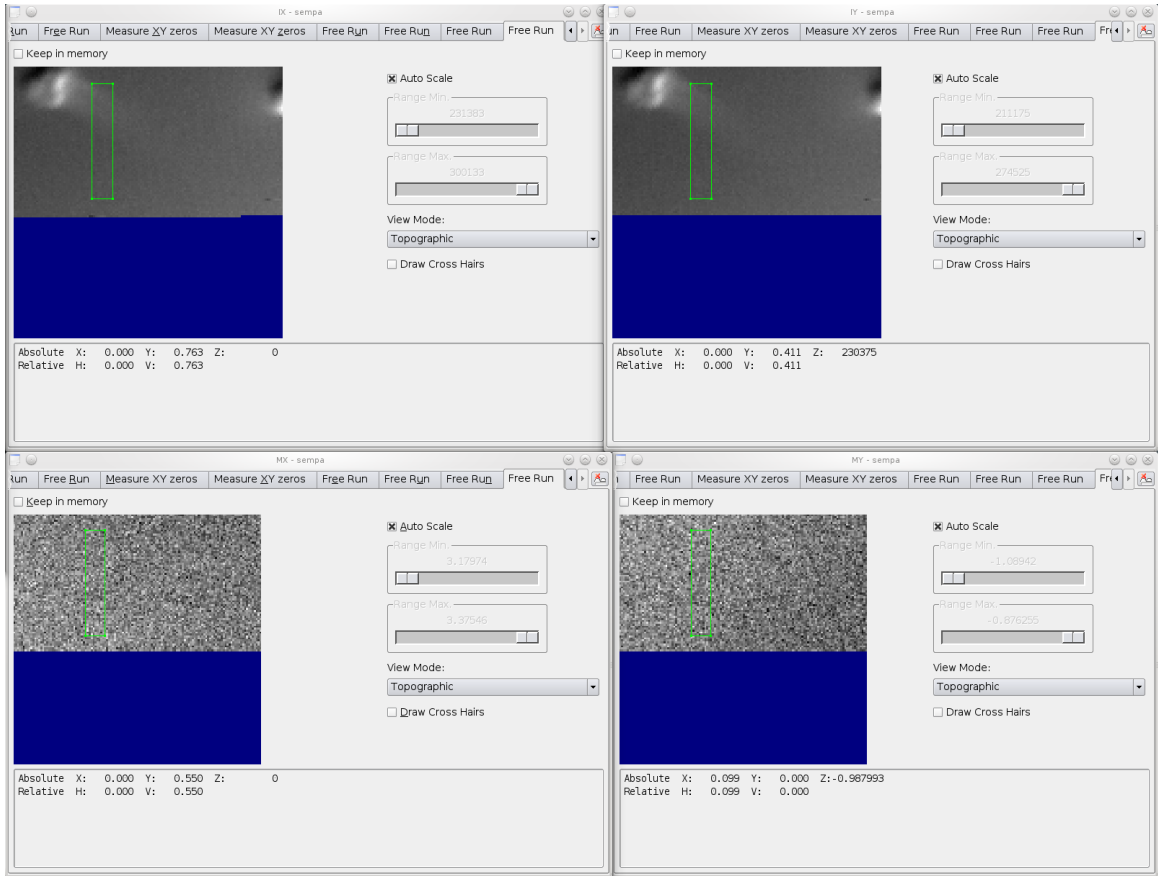 IX - sempa
Run Free Run Measure XY zeros Measure XY zeros Free Run Free Run Free Run Free Run
Keep in memory
Auto Scale
Range Min.
231383
Range Max.
300133
View Mode:
Topographic
Draw Cross Hairs
Absolute X: 0.000 Y: 0.763 Z: 0
Relative H: 0.000 V: 0.763
IY - sempa
un Free Run Measure XY zeros Measure XY zeros Free Run Free Run Free Run Fr
Keep in memory
Auto Scale
Range Min.
211175
Range Max.
274525
View Mode:
Topographic
Draw Cross Hairs
Absolute X: 0.000 Y: 0.411 Z: 230375
Relative H: 0.000 V: 0.411
MX - sempa
Run Free Run Measure XY zeros Measure XY zeros Free Run Free Run Free Run Free Run
Keep in memory
Auto Scale
Range Min.
3.17974
Range Max.
3.37546
View Mode:
Topographic
Draw Cross Hairs
Absolute X: 0.000 Y: 0.550 Z: 0
Relative H: 0.000 V: 0.550
MY - sempa
Free Run Measure XY zeros Measure XY zeros Free Run Free Run Free Run Fr
Keep in memory
Auto Scale
Range Min.
-1.08942
Range Max.
-0.876255
View Mode:
Topographic
Draw Cross Hairs
Absolute X: 0.099 Y: 0.000 Z:-0.987993
Relative H: 0.099 V: 0.000